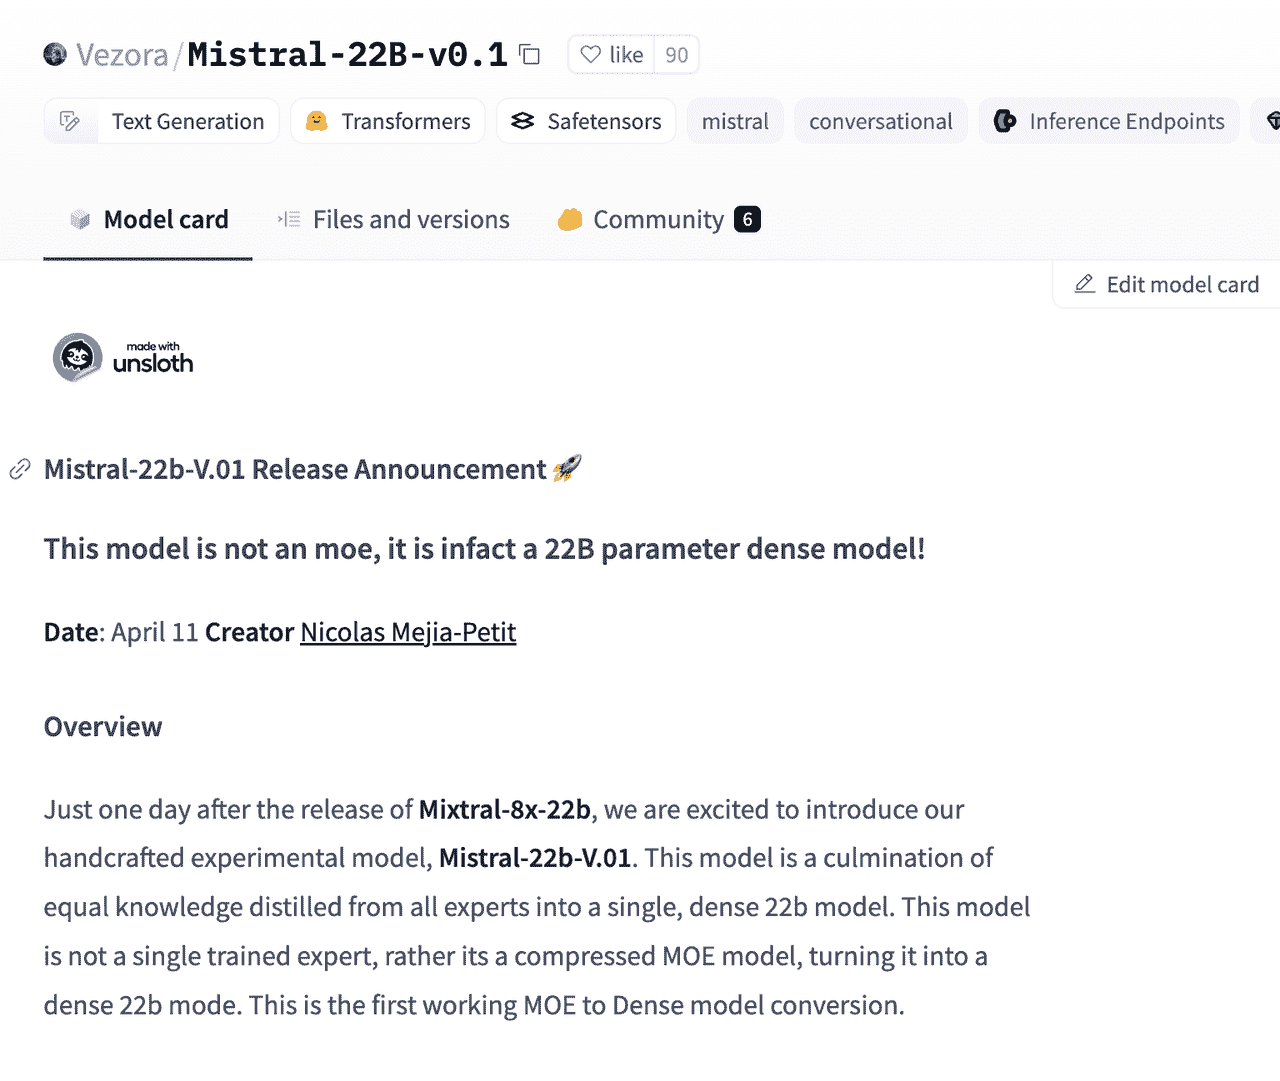 Vezora/Mistral-22B-v0.1 like 90
Text Generation Transformers Safetensors mistral conversational Inference Endpoints
Model card Files and versions Community 6
Edit model card
made with
unsloth
Mistral-22b-V.01 Release Announcement 🚀
This model is not an moe, it is infact a 22B parameter dense model!
Date: April 11 Creator Nicolas Mejia-Petit
Overview
Just one day after the release of Mixtral-8x-22b, we are excited to introduce our
handcrafted experimental model, Mistral-22b-V.01. This model is a culmination of
equal knowledge distilled from all experts into a single, dense 22b model. This model
is not a single trained expert, rather its a compressed MOE model, turning it into a
dense 22b mode. This is the first working MOE to Dense model conversion.